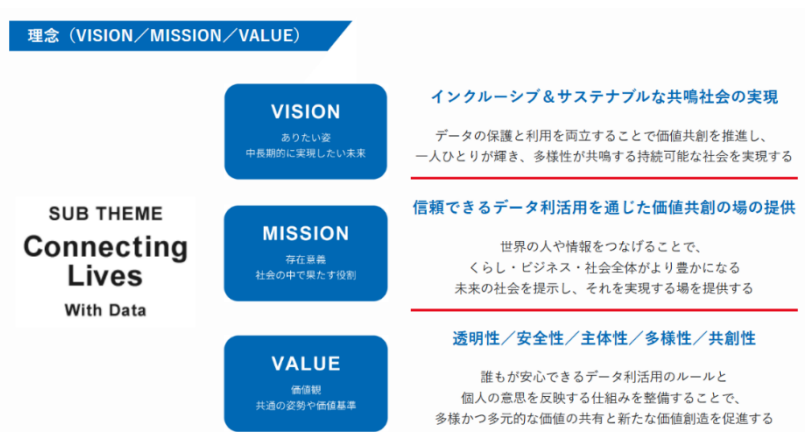 理念（VISION／MISSION／VALUE）
VISION
ありたい姿
中長期的に実現したい未来
インクルーシブ＆サステナブルな共鳴社会の実現
データの保護と利用を両立することで価値共創を推進し、
一人ひとりが輝き、多様性が共鳴する持続可能な社会を実現する
SUB THEME
Connecting
Lives
With Data
MISSION
存在意義
社会の中で果たす役割
信頼できるデータ利活用を通じた価値共創の場の提供
世界の人や情報をつなげることで、
くらし・ビジネス・社会全体がより豊かになる
未来の社会を提示し、それを実現する場を提供する
VALUE
価値観
共通の姿勢や価値基準
透明性／安全性／主体性／多様性／共創性
誰もが安心できるデータ利活用のルールと
個人の意思を反映する仕組みを整備することで、
多様かつ多元的な価値の共有と新たな価値創造を促進する